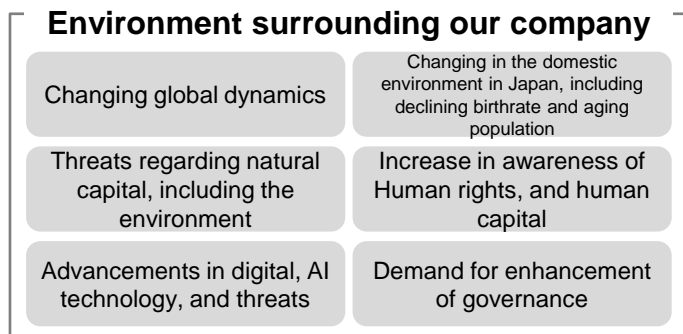 Environment surrounding our company
Changing global dynamics
Changing in the domestic
environment in Japan, including
declining birthrate and aging
population
Threats regarding natural
capital, including the
environment
Increase in awareness of
Human rights, and human
capital
Advancements in digital, AI
technology, and threats
Demand for enhancement
of governance